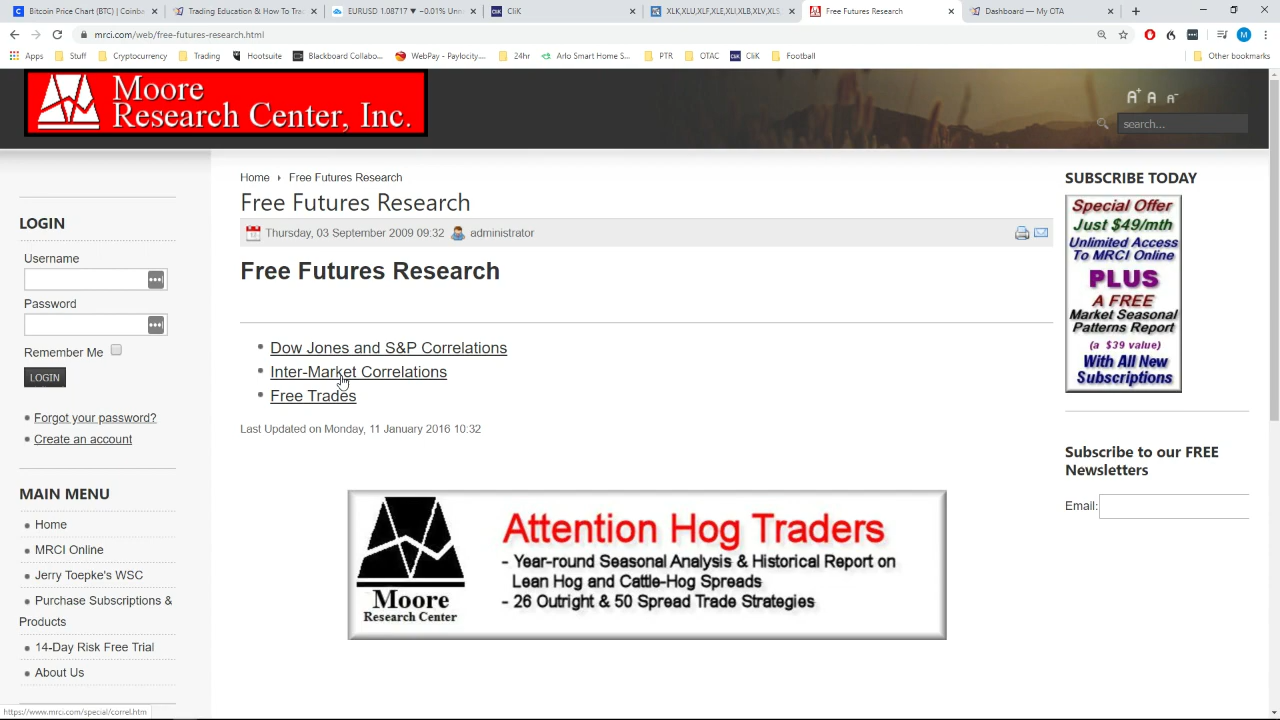 Bitcoin Price Chart (BTC) | Coinb
Trading Education & How To Tra
EURUSD 1.08717 ▼ −0.01% Unn
CliK
XLK,XLU,XLF,XLE,XLI,XLB,XLV,XLS
Free Futures Research
Dashboard — My OTA
mrci.com/web/free-futures-research.html
Apps
Stuff
Cryptocurrency
Trading
Hootsuite
Blackboard Collabo...
WebPay - Paylocity...
24hr
Arlo Smart Home S...
PTR
OTAC
CliK
Football
Other bookmarks
Moore
Research Center, Inc.
A+ A A-
search...
Home
Free Futures Research
Free Futures Research
Thursday, 03 September 2009 09:32
administrator
Free Futures Research
Dow Jones and S&P Correlations
Inter-Market Correlations
Free Trades
Last Updated on Monday, 11 January 2016 10:32
LOGIN
Username
Password
Remember Me
LOGIN
Forgot your password?
Create an account
MAIN MENU
Home
MRCI Online
Jerry Toepke's WSC
Purchase Subscriptions &
Products
14-Day Risk Free Trial
About Us
https://www.mrci.com/special/correl.htm
Moore
Research Center
Attention Hog Traders
- Year-round Seasonal Analysis & Historical Report on
Lean Hog and Cattle-Hog Spreads
- 26 Outright & 50 Spread Trade Strategies
SUBSCRIBE TODAY
Special Offer
Just $49/mth
Unlimited Access
To MRCI Online
PLUS
A FREE
Market Seasonal
Patterns Report
(a $39 value)
With All New
Subscriptions
Subscribe to our FREE
Newsletters
Email: